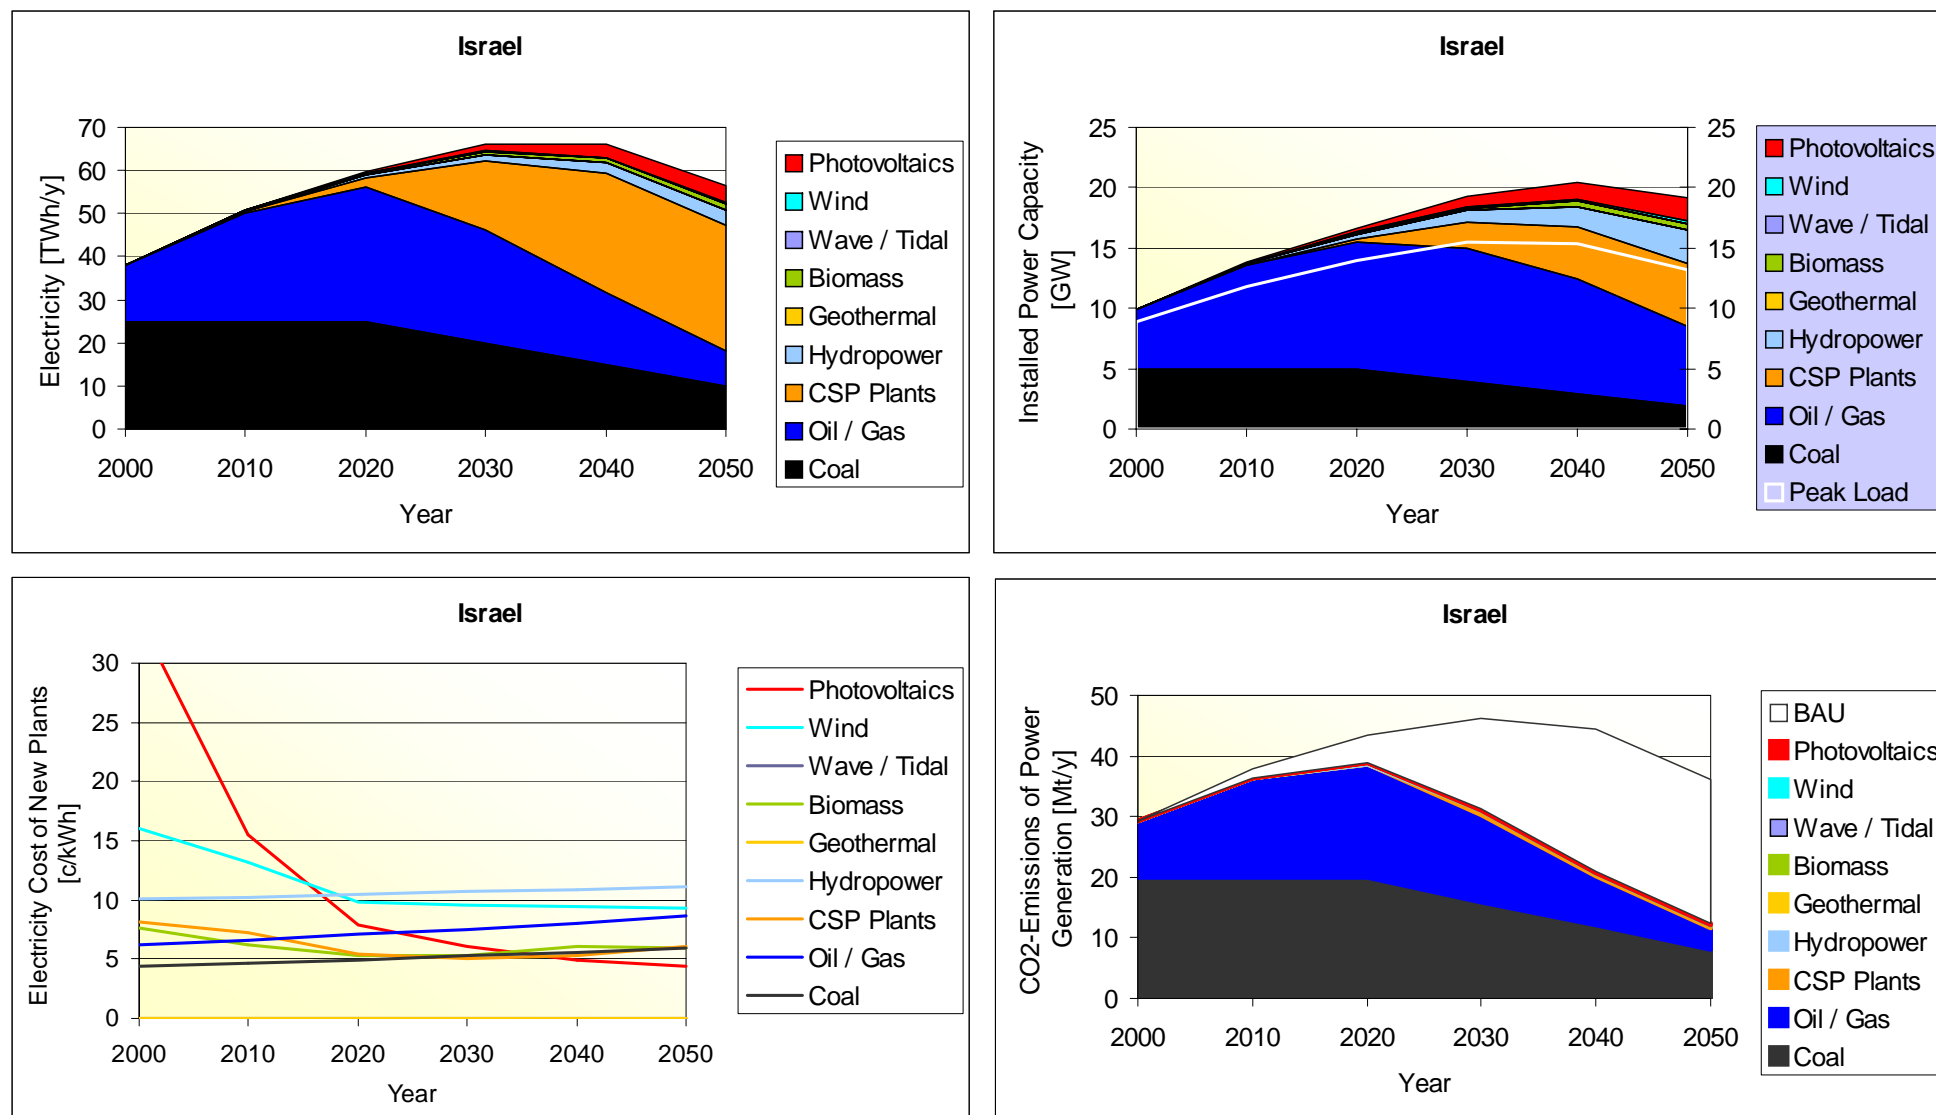 Israel
Electricity [TWh/y]
70
60
50
40
30
20
10
0
2000 2010 2020 2030 2040 2050
Year
Photovoltaics
Wind
Wave / Tidal
Biomass
Geothermal
Hydropower
CSP Plants
Oil / Gas
Coal
Israel
Installed Power Capacity
[GW]
25
20
15
10
5
0
25
20
15
10
5
0
2000 2010 2020 2030 2040 2050
Year
Photovoltaics
Wind
Wave / Tidal
Biomass
Geothermal
Hydropower
CSP Plants
Oil / Gas
Coal
Peak Load
Israel
Electricity Cost of New Plants
[c/kWh]
30
25
20
15
10
5
0
2000 2010 2020 2030 2040 2050
Year
Photovoltaics
Wind
Wave / Tidal
Biomass
Geothermal
Hydropower
CSP Plants
Oil / Gas
Coal
Israel
CO2-Emissions of Power
Generation [Mt/y]
50
40
30
20
10
0
2000 2010 2020 2030 2040 2050
Year
BAU
Photovoltaics
Wind
Wave / Tidal
Biomass
Geothermal
Hydropower
CSP Plants
Oil / Gas
Coal